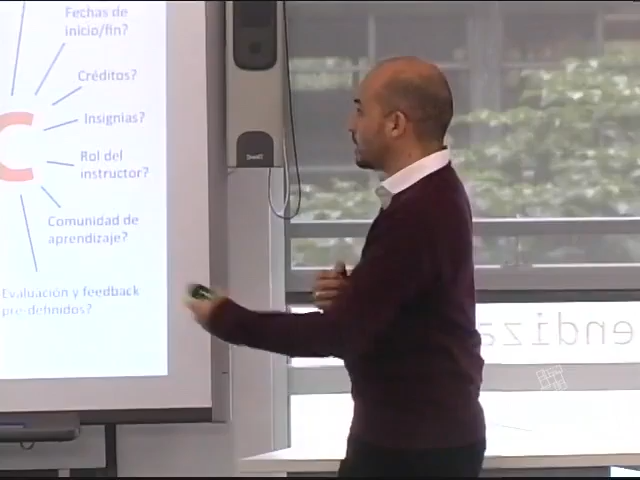 Fechas de
inicio/fin?
Créditos?
Insignias?
C
Rol del
instructor?
Comunidad de
aprendizaje?
Evaluación y feedback
pre-definidos?
endiza